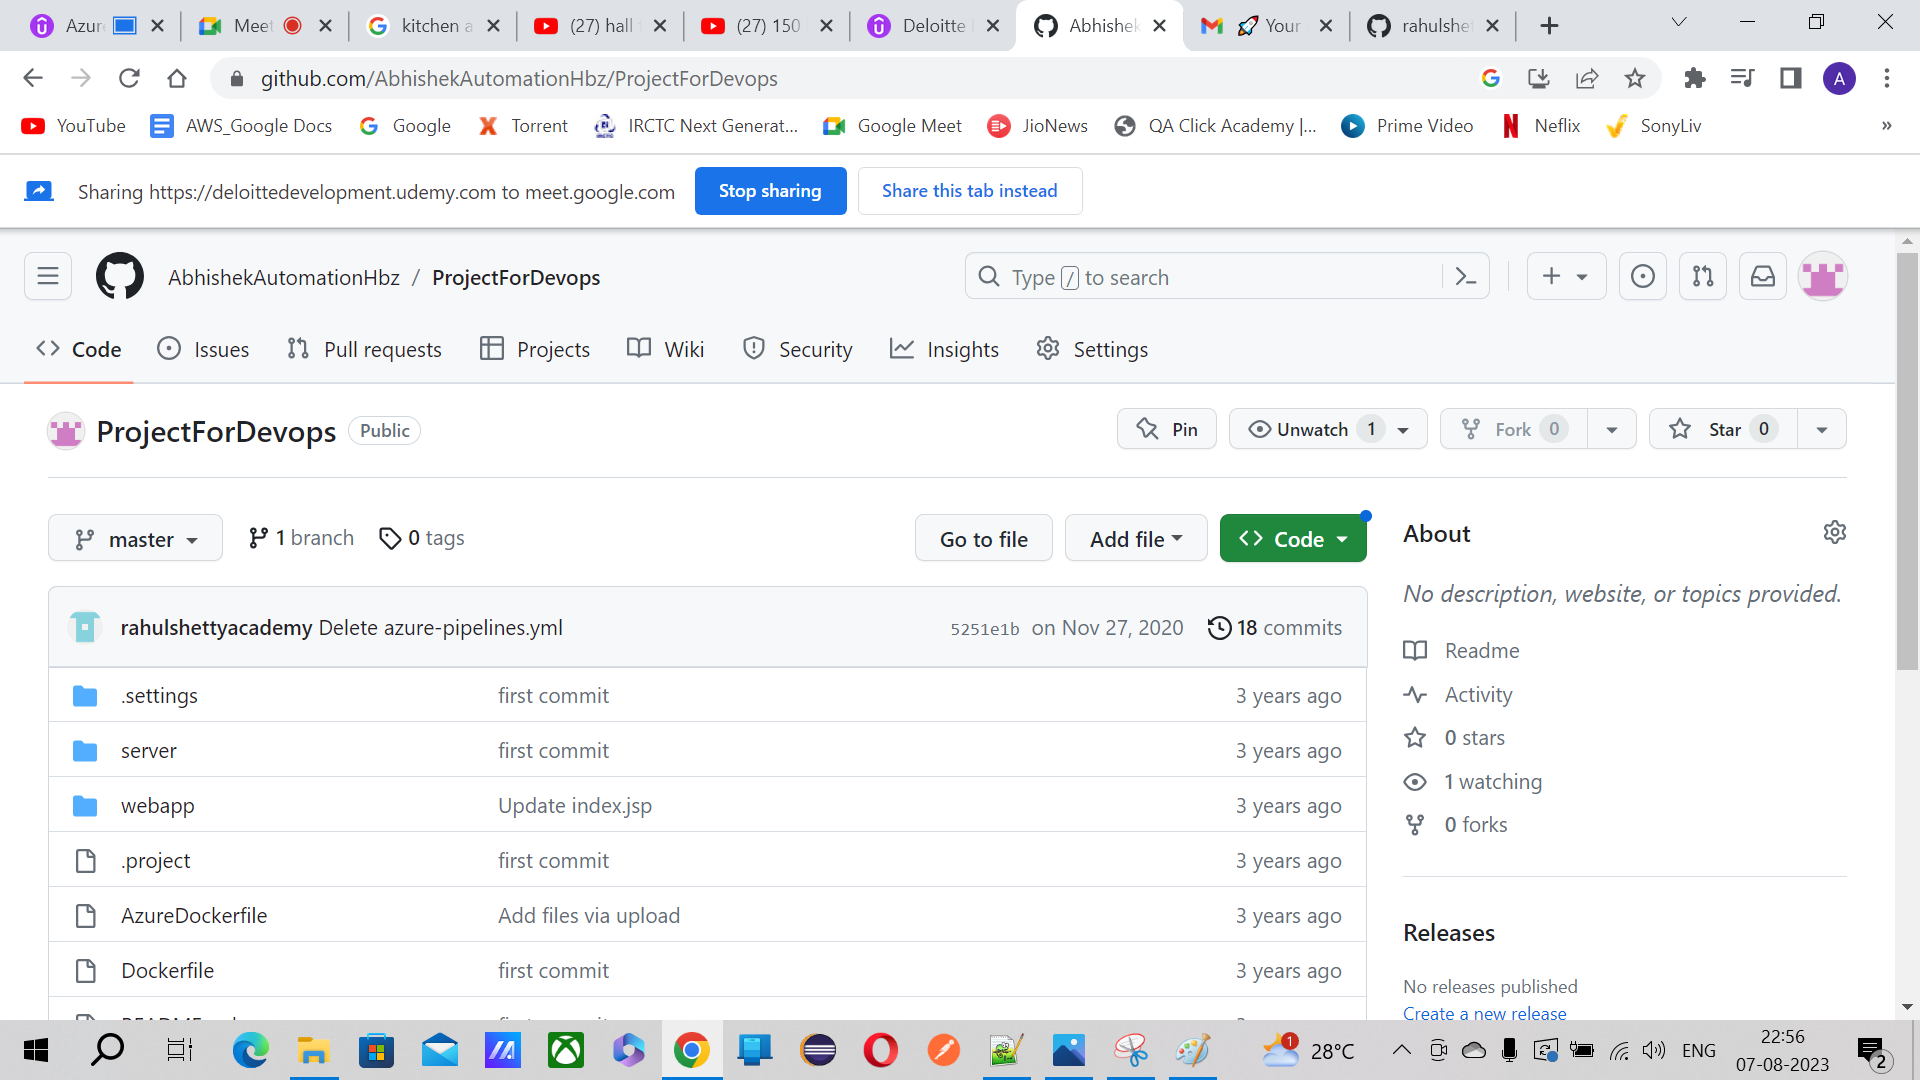 Azur
Meet
kitchen a
(27) hall
(27) 150
Deloitte
Abhishek
🚀 Your
rahulshet
github.com/AbhishekAutomationHbz/ProjectForDevops
A
YouTube
AWS_Google Docs
Google
Torrent
IRCTC Next Generat...
Google Meet
JioNews
QA Click Academy |...
Prime Video
Neflix
SonyLiv
»
Sharing https://deloittedevelopment.udemy.com to meet.google.com
Stop sharing
Share this tab instead
AbhishekAutomationHbz / ProjectForDevops
Type / to search
Code
Issues
Pull requests
Projects
Wiki
Security
Insights
Settings
ProjectForDevops
Public
Pin
Unwatch 1
Fork 0
Star 0
master
1 branch
0 tags
Go to file
Add file
Code
About
No description, website, or topics provided.
rahulshettyacademy Delete azure-pipelines.yml
5251e1b on Nov 27, 2020
18 commits
Readme
Activity
0 stars
1 watching
0 forks
.settings first commit 3 years ago
server first commit 3 years ago
webapp Update index.jsp 3 years ago
.project first commit 3 years ago
AzureDockerfile Add files via upload 3 years ago
Dockerfile first commit 3 years ago
Releases
No releases published
Create a new release
1
28°C
ENG
22:56
07-08-2023
2